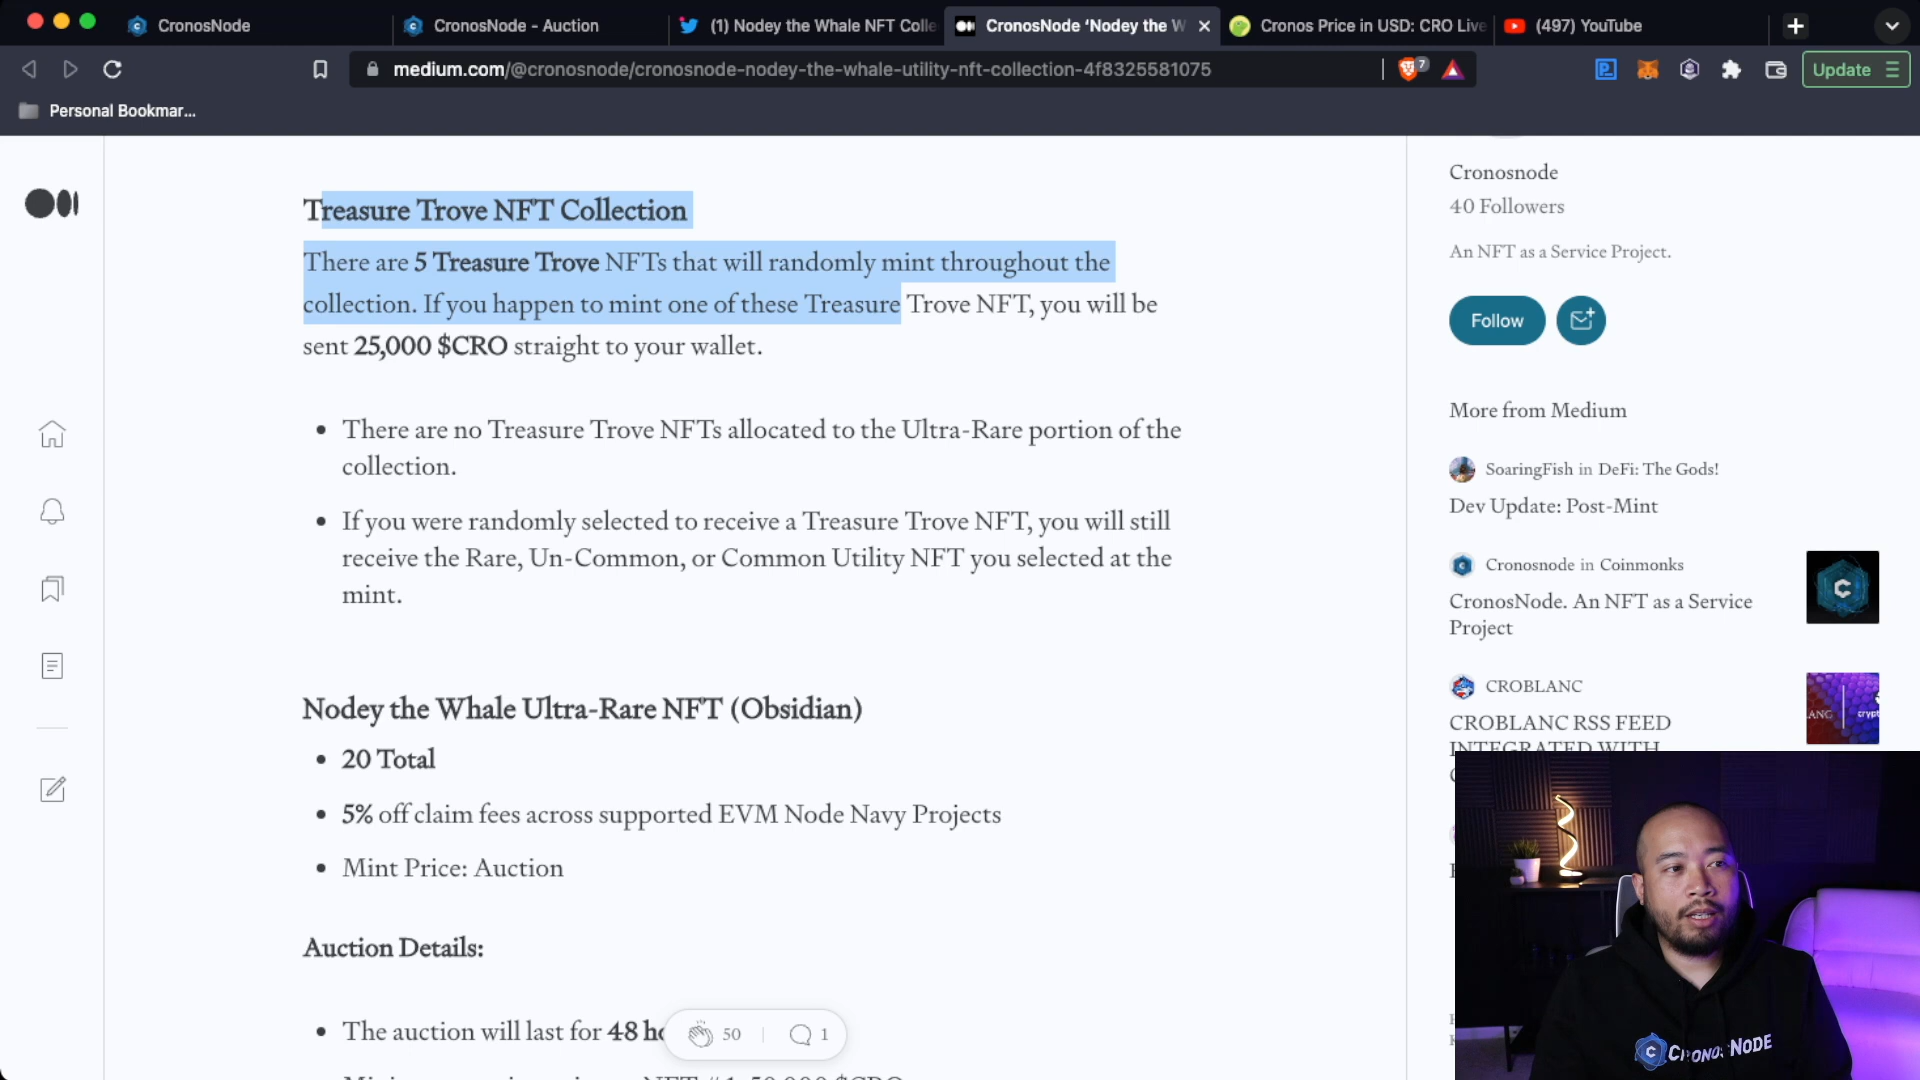 CronosNode
CronosNode - Auction
(1) Nodey the Whale NFT Colle
CronosNode ‘Nodey the W
Cronos Price in USD: CRO Live
(497) YouTube
medium.com/@cronosnode/cronosnode-nodey-the-whale-utility-nft-collection-4f8325581075
7
Update
Personal Bookmar...
Treasure Trove NFT Collection
There are 5 Treasure Trove NFTs that will randomly mint throughout the
collection. If you happen to mint one of these Treasure Trove NFT, you will be
sent 25,000 $CRO straight to your wallet.
There are no Treasure Trove NFTs allocated to the Ultra-Rare portion of the
collection.
If you were randomly selected to receive a Treasure Trove NFT, you will still
receive the Rare, Un-Common, or Common Utility NFT you selected at the
mint.
Nodey the Whale Ultra-Rare NFT (Obsidian)
20 Total
5% off claim fees across supported EVM Node Navy Projects
Mint Price: Auction
Auction Details:
The auction will last for 48 ho
50
1
Cronosnode
40 Followers
An NFT as a Service Project.
Follow
More from Medium
SoaringFish in DeFi: The Gods!
Dev Update: Post-Mint
Cronosnode in Coinmonks
CronosNode. An NFT as a Service
Project
CROBLANC
CROBLANC RSS FEED
INTEGRATED WITH
CRONOSNODE